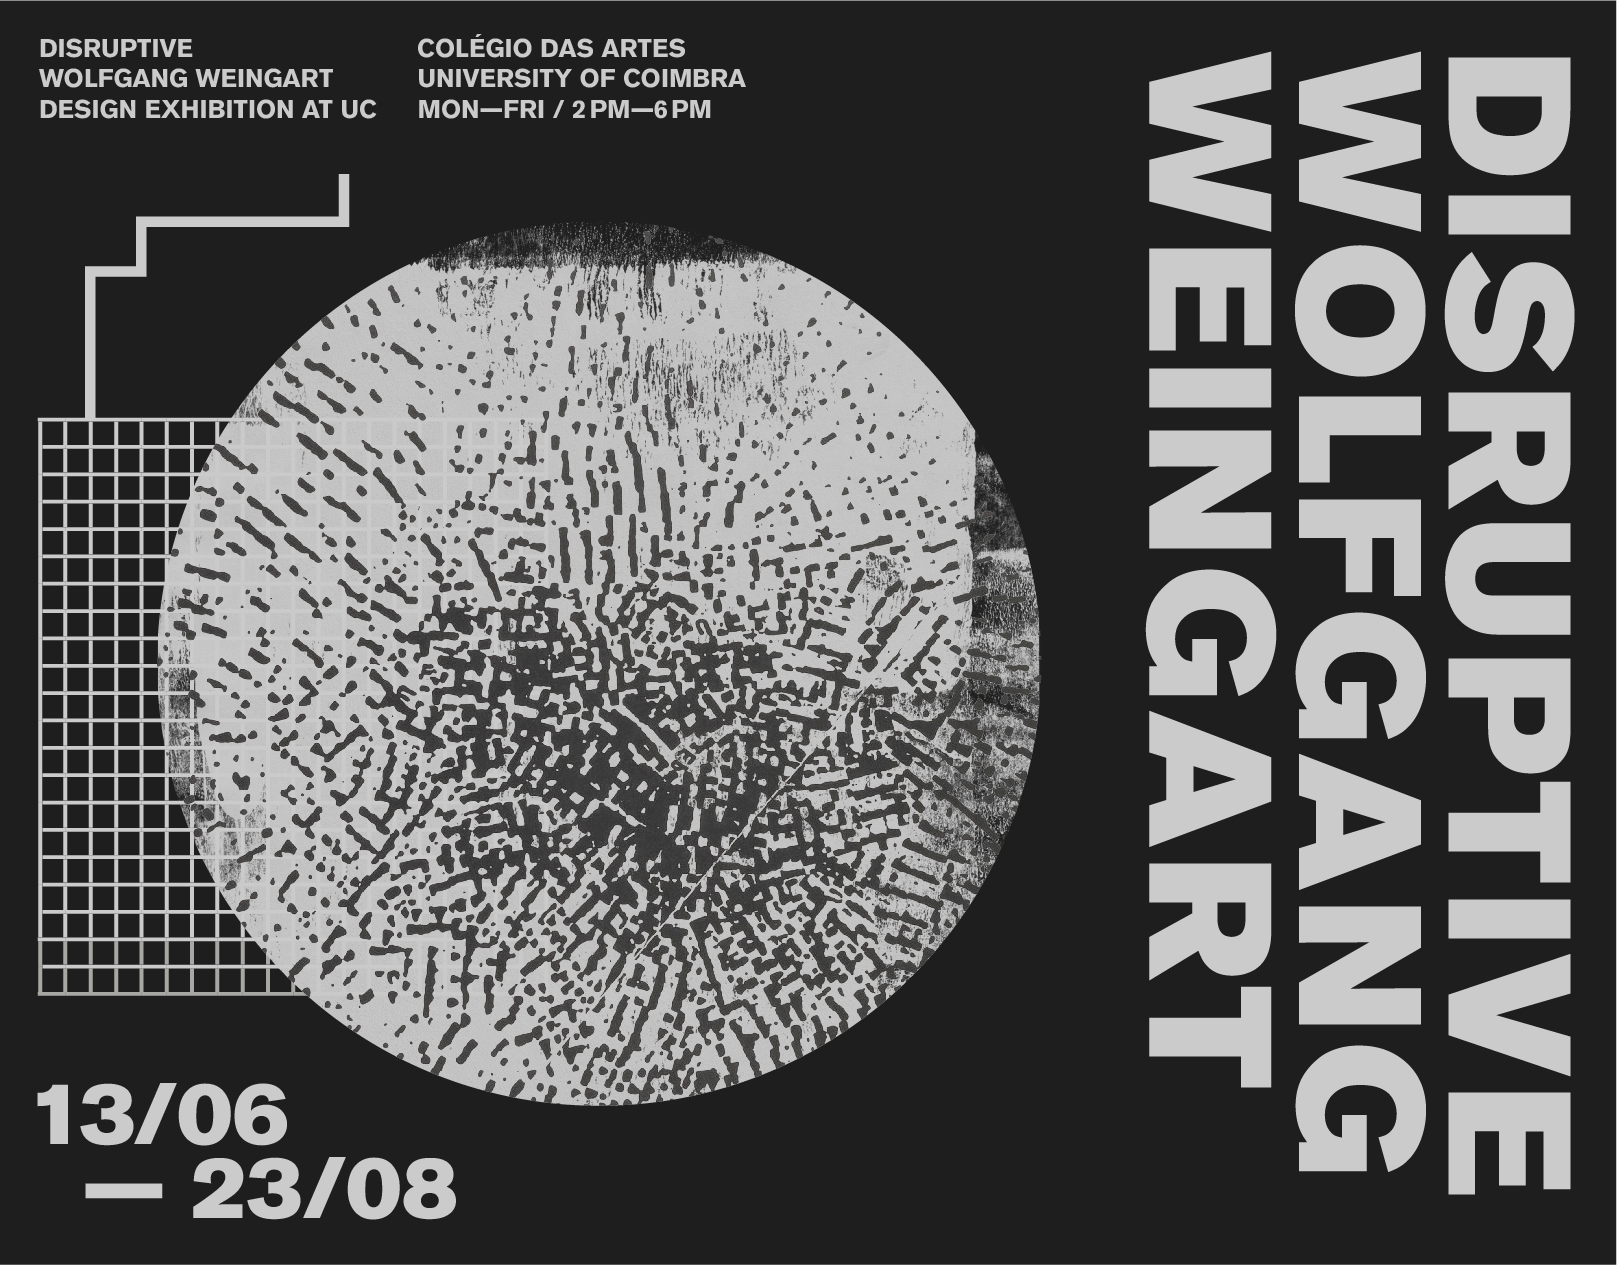 DISRUPTIVE
WOLFGANG WEINGART
DESIGN EXHIBITION AT UC
COLÉGIO DAS ARTES
UNIVERSITY OF COIMBRA
MON—FRI / 2 PM—6 PM
DISRUPTIVE
WOLFGANG
WEINGART
13/06
— 23/08